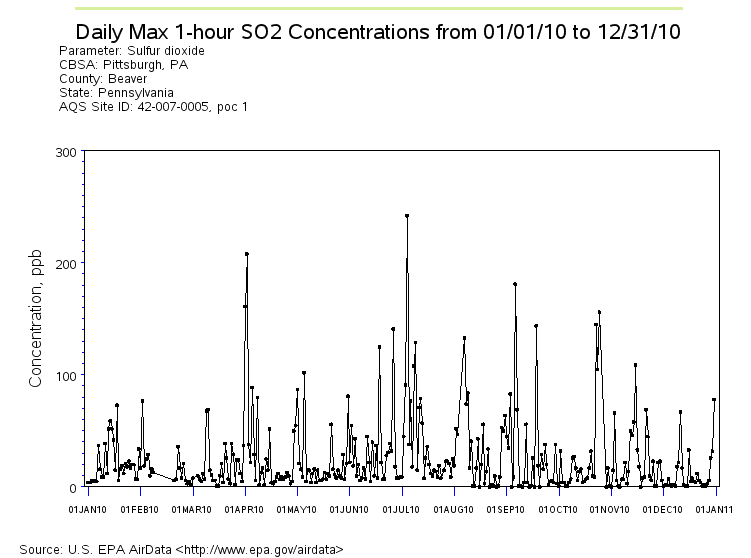 Daily Max 1-hour SO2 Concentrations from 01/01/10 to 12/31/10
Parameter: Sulfur dioxide
CBSA: Pittsburgh, PA
County: Beaver
State: Pennsylvania
AQS Site ID: 42-007-0005, poc 1
300
200
100
0
Concentration, ppb
01JAN10 01FEB10 01MAR10 01APR10 01MAY10 01JUN10 01JUL10 01AUG10 01SEP10 01OCT10 01NOV10 01DEC10 01JAN11
Source: U.S. EPA AirData <http://www.epa.gov/airdata>